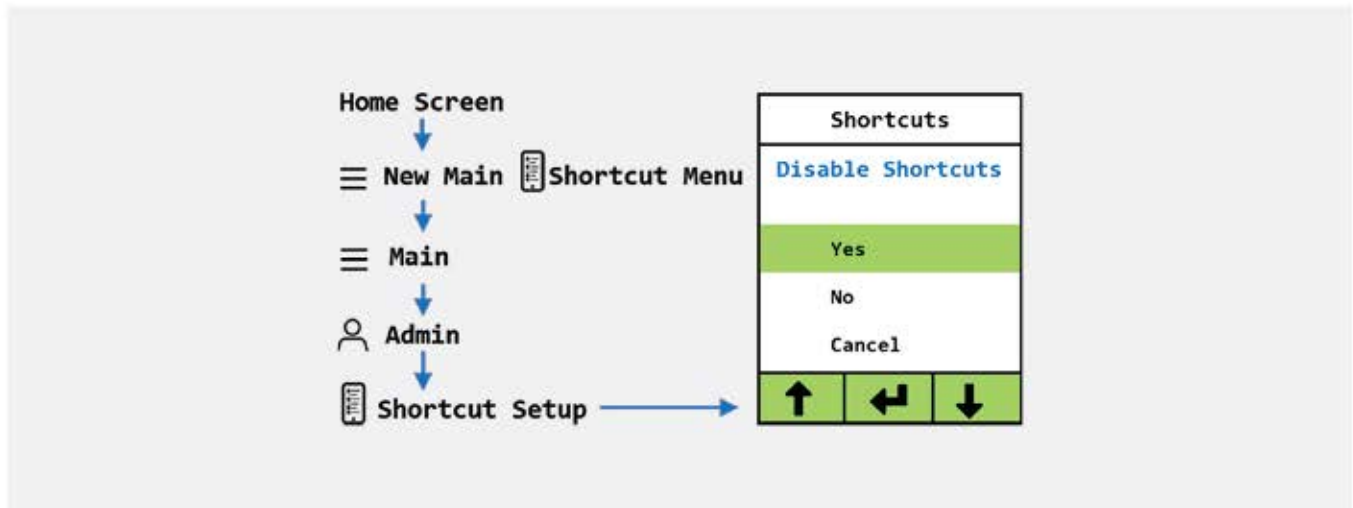 Home Screen
New Main Shortcut Menu
Main
Admin
Shortcut Setup
Shortcuts
Disable Shortcuts
Yes
No
Cancel